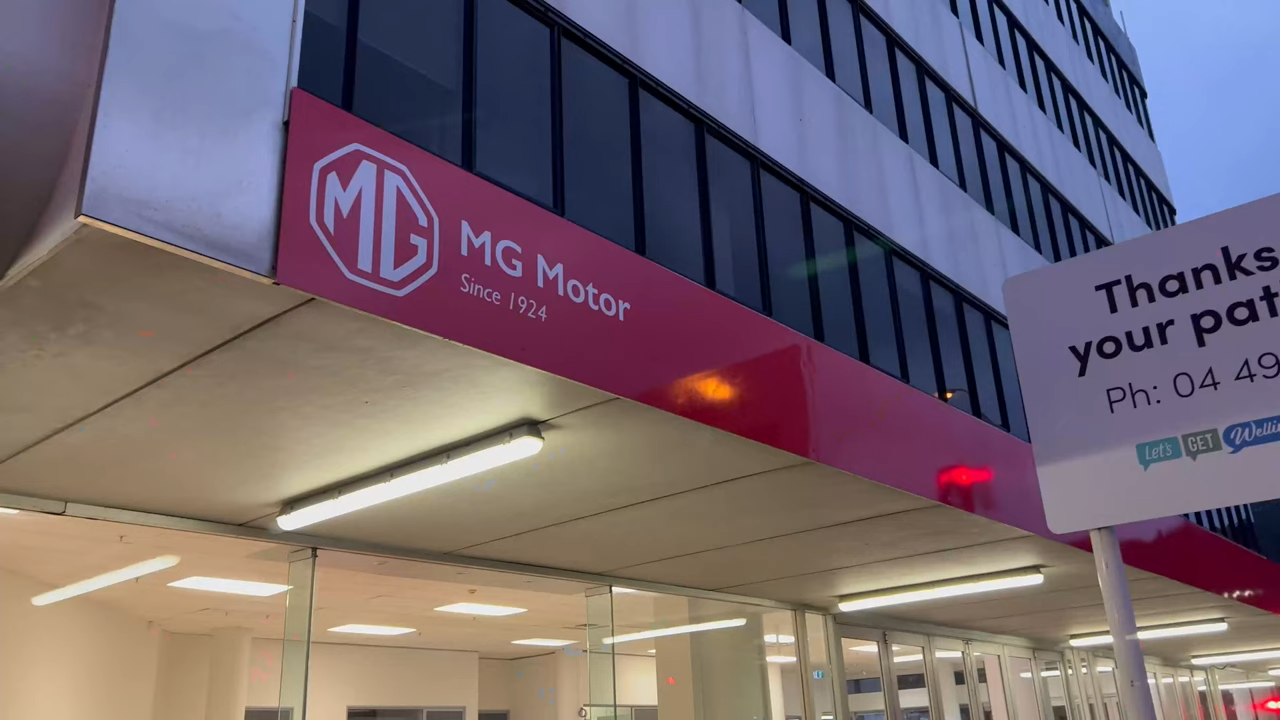 MG
MG Motor
Since 1924
Thanks
your pat
Ph: 04 49
Let's GET Welli